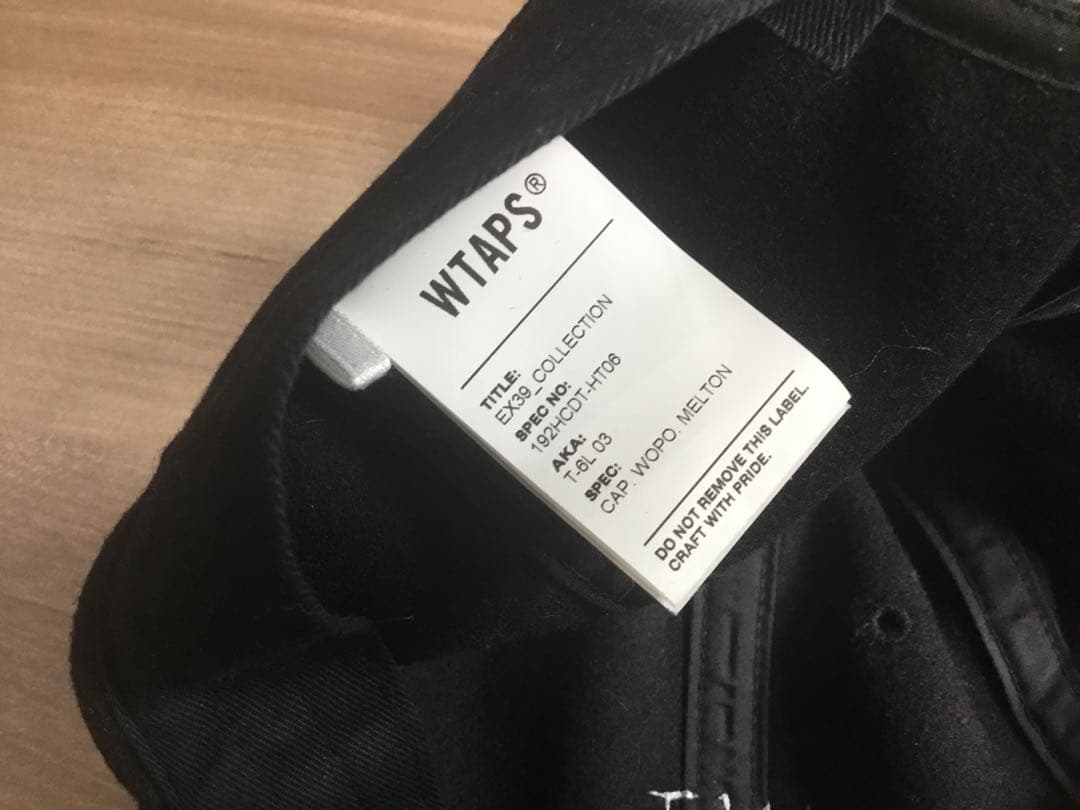 WTAPS®
TITLE:
EX39_COLLECTION
SPEC NO:
192HCDT-HT06
AKA:
T-6L 03
SPEC:
CAP. WOPO. MELTON
DO NOT REMOVE THIS LABEL.
CRAFT WITH PRIDE.